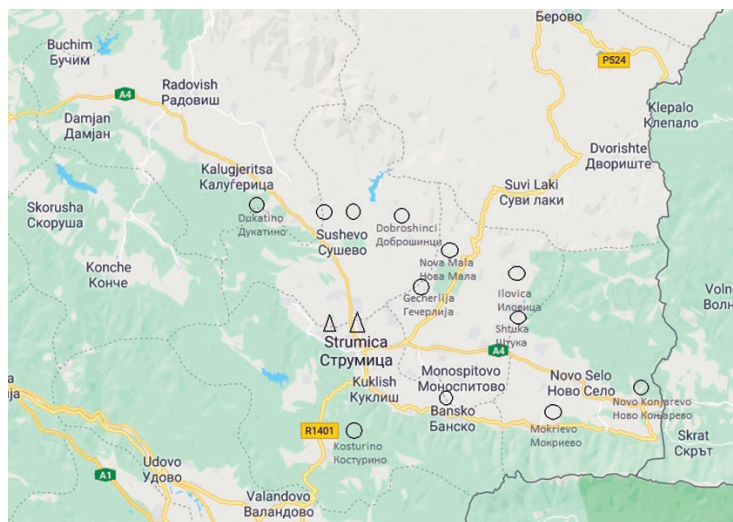 Берово
Buchim
Бучим
P524
Radovish
Радовиш
A4
Klepalo
Клепало
Damjan
Дамјан
Dvorishte
Двориште
Kalugjeritsa
Калуѓерица
Suvi Laki
Суви лаки
Skorusha
Скоруша
Dukatino
Дукатино
Sushevo
Сушево
Dobroshinci
Доброшинци
Nova Mala
Нова Мала
Konche
Конче
Gecherlija
Гечерлија
Ilovica
Иловица
Shtuka
Штука
Strumica
Струмица
A4
Monospitovo
Моноспитово
Novo Selo
Ново Село
Kuklish
Куклиш
Novo Konjarevo
Ново Коњарево
Bansko
Банско
Mokrievo
Мокриево
R1401
Kosturino
Костурино
Skrat
Скрът
Udovo
Удово
A1
Valandovo
Валандово